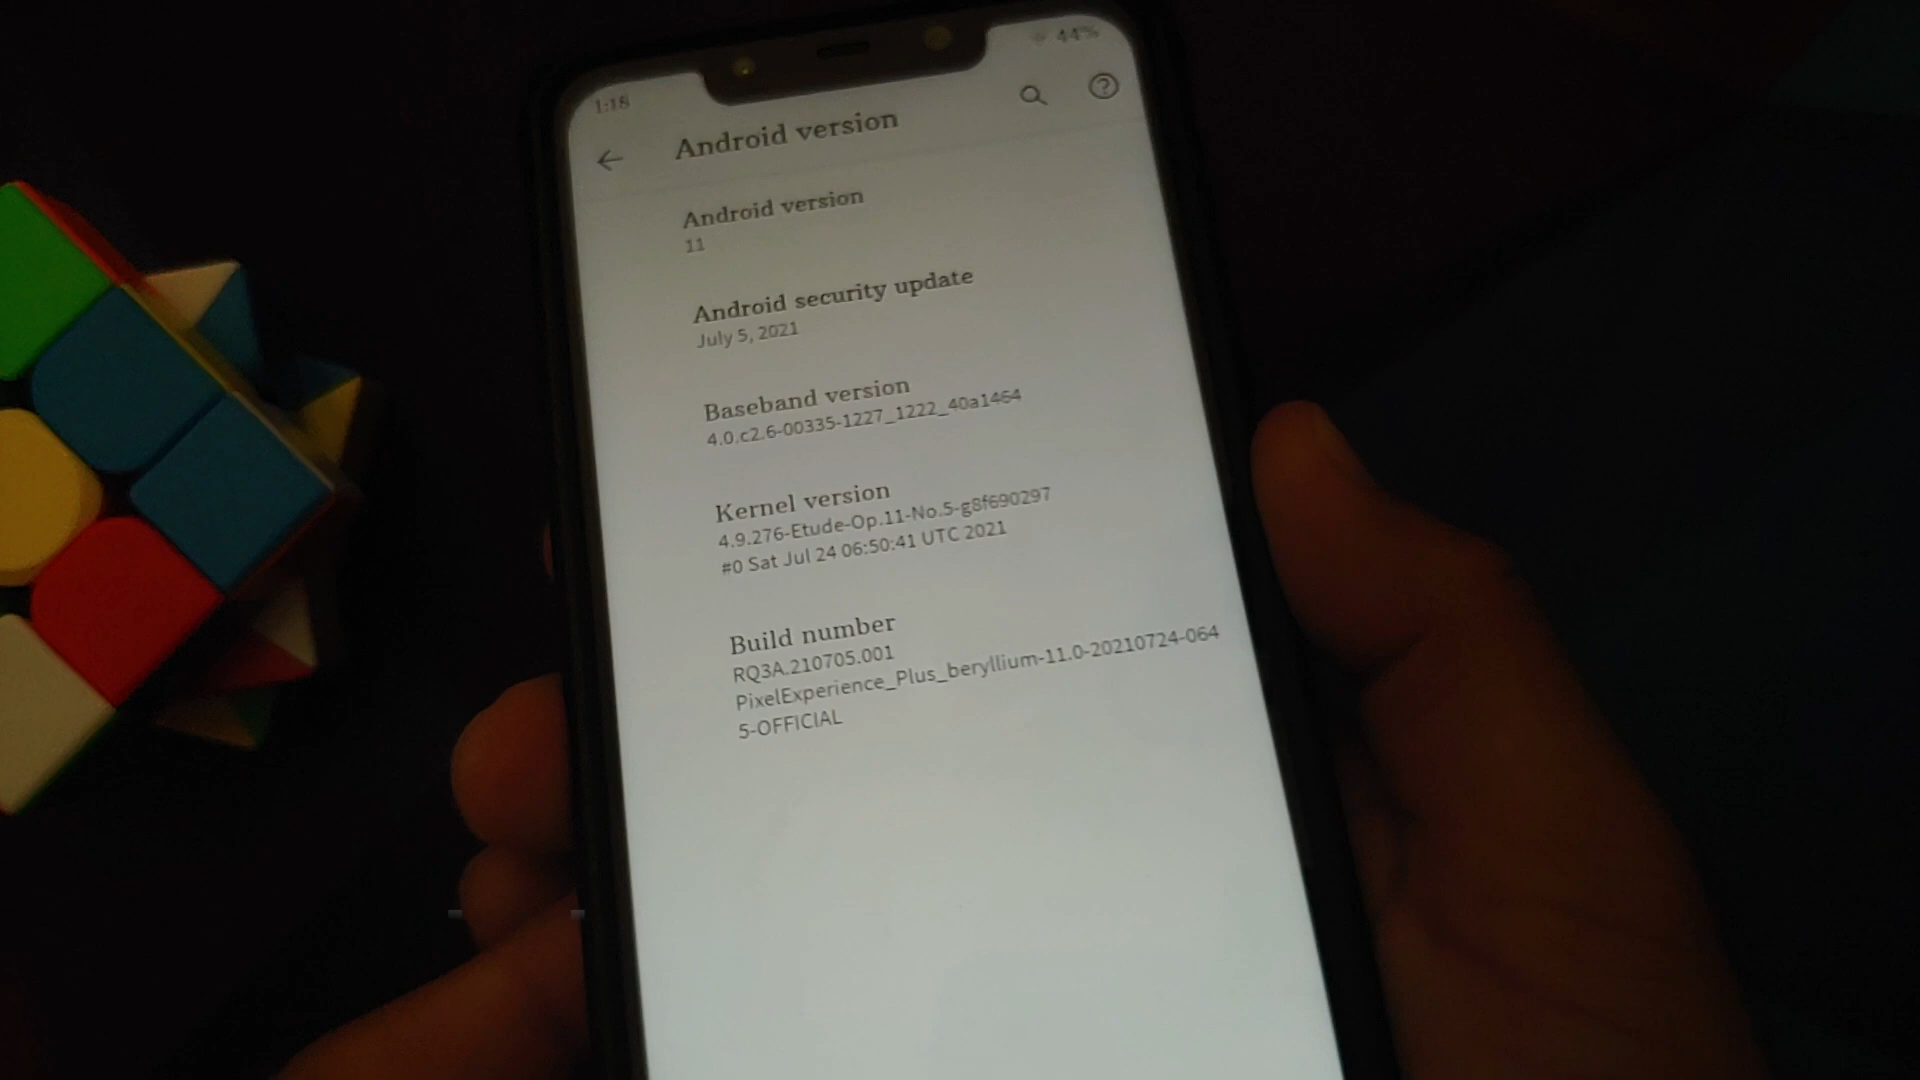 1:18
44%
Android version
Android version
11
Android security update
July 5, 2021
Baseband version
4.0.c2.6-00335-1227_1222_40a1464
Kernel version
4.9.276-Etude-Op.11-No.5-g8f690297
#0 Sat Jul 24 06:50:41 UTC 2021
Build number
RQ3A.210705.001
PixelExperience_Plus_beryllium-11.0-20210724-064
5-OFFICIAL